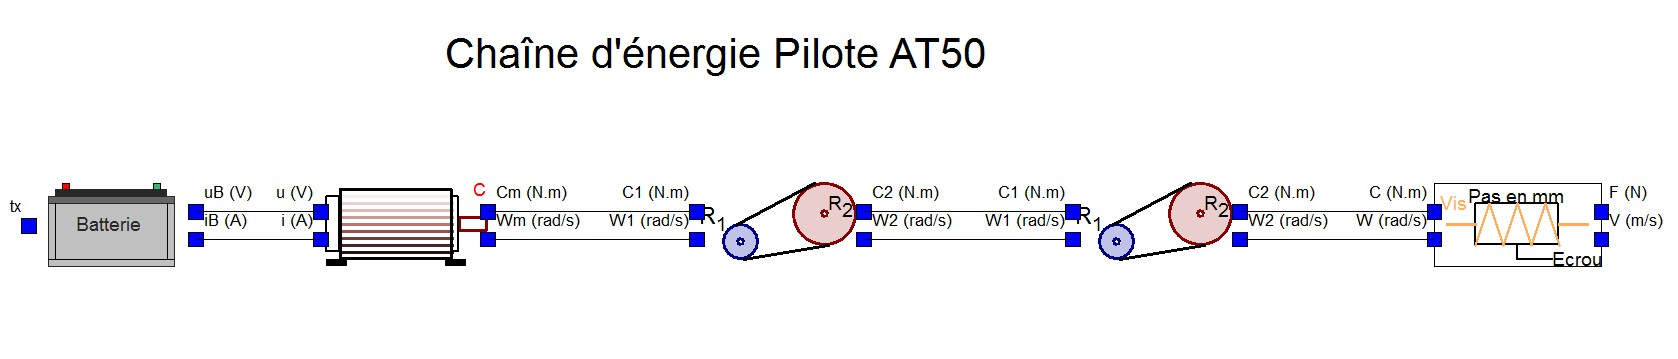 Chaîne d'énergie Pilote AT50
tx
Batterie
uB (V)
iB (A)
u (V)
i (A)
C
Cm (N.m)
Wm (rad/s)
C1 (N.m)
W1 (rad/s)
R1
R2
C2 (N.m)
W2 (rad/s)
C1 (N.m)
W1 (rad/s)
R1
R2
C2 (N.m)
W2 (rad/s)
C (N.m)
W (rad/s)
Vis
Pas en mm
Ecrou
F (N)
V (m/s)